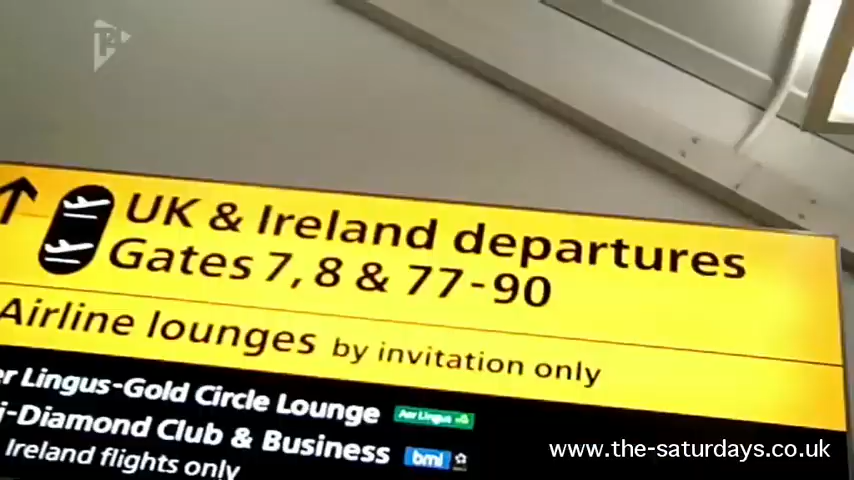 UK & Ireland departures
Gates 7, 8 & 77-90
Airline lounges by invitation only
er Lingus-Gold Circle Lounge Aer Lingus
i-Diamond Club & Business bmi
Ireland flights only
www.the-saturdays.co.uk